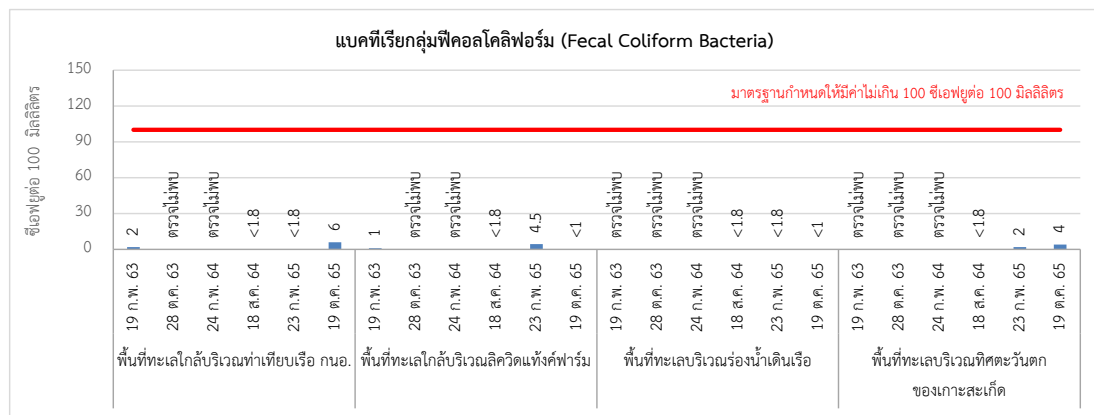 แบคทีเรียกลุ่มฟีคอลโคลิฟอร์ม (Fecal Coliform Bacteria)
มาตรฐานกำหนดให้มีค่าไม่เกิน 100 ซีเอฟยูต่อ 100 มิลลิลิตร
ซีเอฟยูต่อ 100 มิลลิลิตร
150
120
90
60
30
0
2
ตรวจไม่พบ
ตรวจไม่พบ
<1.8
<1.8
6
1
ตรวจไม่พบ
ตรวจไม่พบ
<1.8
4.5
<1
ตรวจไม่พบ
ตรวจไม่พบ
ตรวจไม่พบ
<1.8
<1.8
<1
ตรวจไม่พบ
ตรวจไม่พบ
ตรวจไม่พบ
<1.8
2
4
19 ก.พ. 63
28 ต.ค. 63
24 ก.พ. 64
18 ส.ค. 64
23 ก.พ. 65
19 ต.ค. 65
19 ก.พ. 63
28 ต.ค. 63
24 ก.พ. 64
18 ส.ค. 64
23 ก.พ. 65
19 ต.ค. 65
19 ก.พ. 63
28 ต.ค. 63
24 ก.พ. 64
18 ส.ค. 64
23 ก.พ. 65
19 ต.ค. 65
19 ก.พ. 63
28 ต.ค. 63
24 ก.พ. 64
18 ส.ค. 64
23 ก.พ. 65
19 ต.ค. 65
พื้นที่ทะเลใกล้บริเวณท่าเทียบเรือ กนอ.
พื้นที่ทะเลใกล้บริเวณลิควิดแท้งค์ฟาร์ม
พื้นที่ทะเลบริเวณร่องน้ำเดินเรือ
พื้นที่ทะเลบริเวณทิศตะวันตก
ของเกาะสะเก็ด